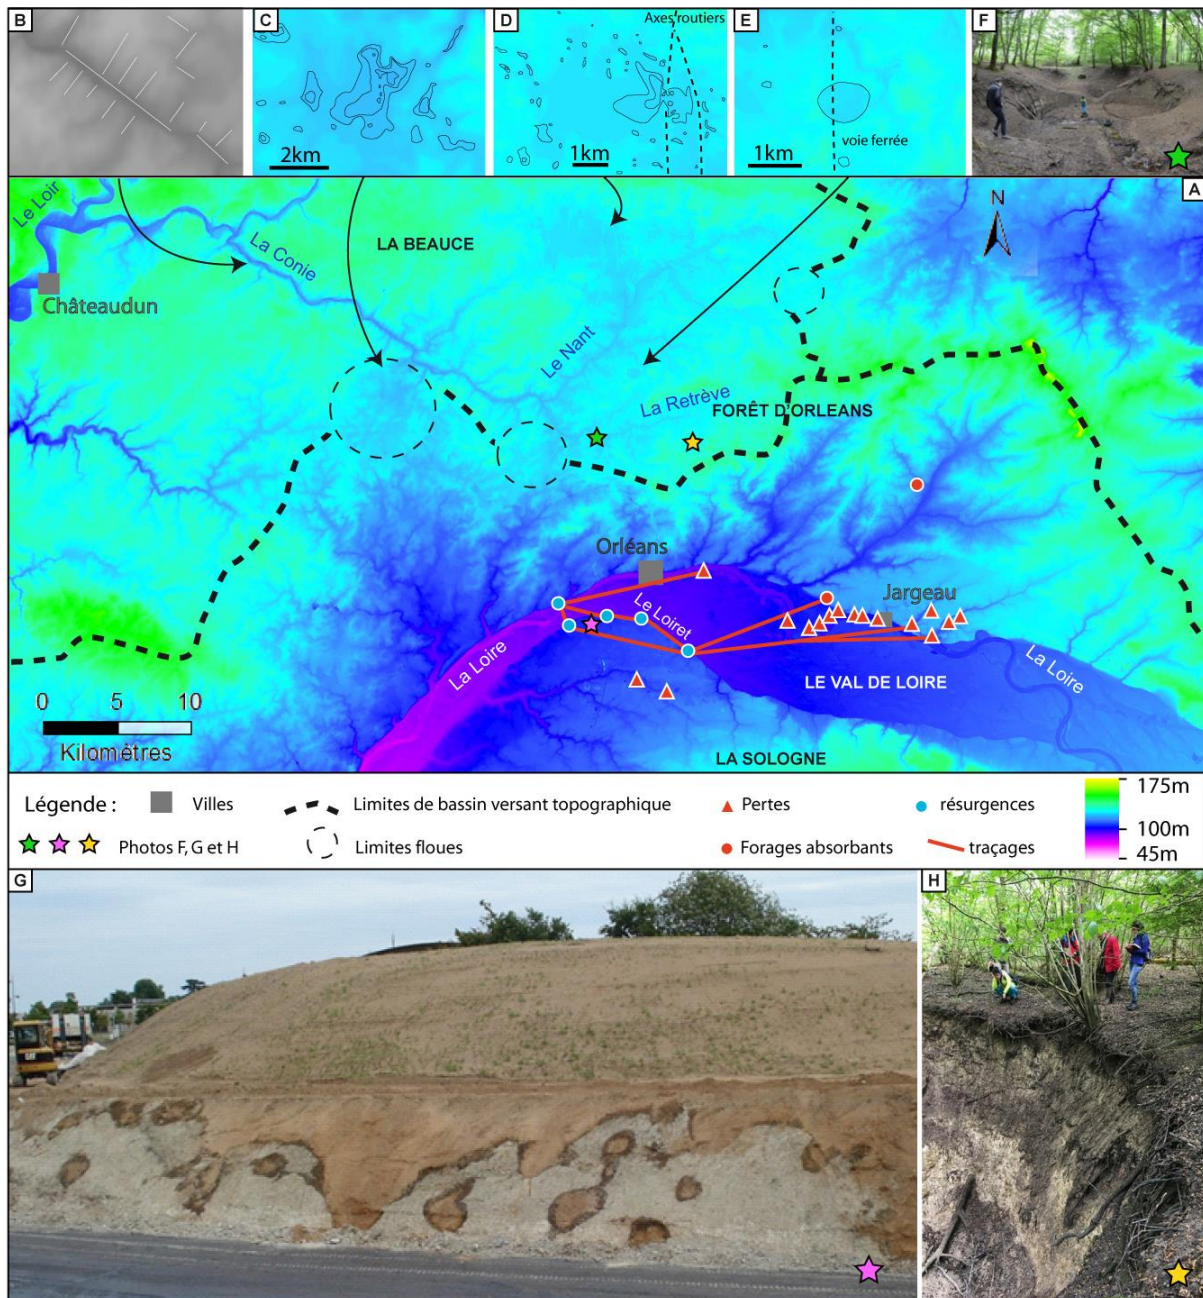 B
C
D
E
F
Axes routiers
2km
1km
1km
voie ferrée
A
N
Le Loir
La Conie
LA BEAUCE
Châteaudun
Le Nant
La Retrève
FORÊT D'ORLEANS
Orléans
Le Loiret
Jargeau
La Loire
La Loire
LE VAL DE LOIRE
LA SOLOGNE
0 5 10
Kilomètres
Légende :
Villes
Limites de bassin versant topographique
Pertes
résurgences
Photos F, G et H
Limites floues
Forages absorbants
traçages
175m
100m
45m
G
H